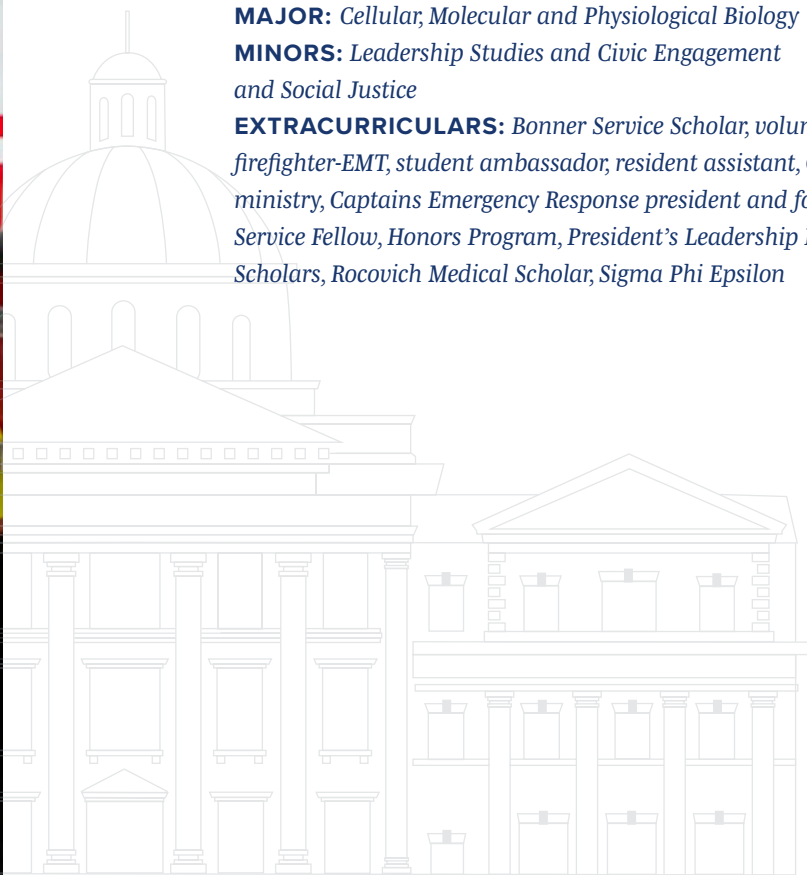 MAJOR: Cellular, Molecular and Physiological Biology
MINORS: Leadership Studies and Civic Engagement
and Social Justice
EXTRACURRICULARS: Bonner Service Scholar,
firefighter-EMT, student ambassador, resident assistant,
ministry, Captains Emergency Response president and
Service Fellow, Honors Program, President’s Leadership
Scholars, Rocovich Medical Scholar, Sigma Phi Epsilon